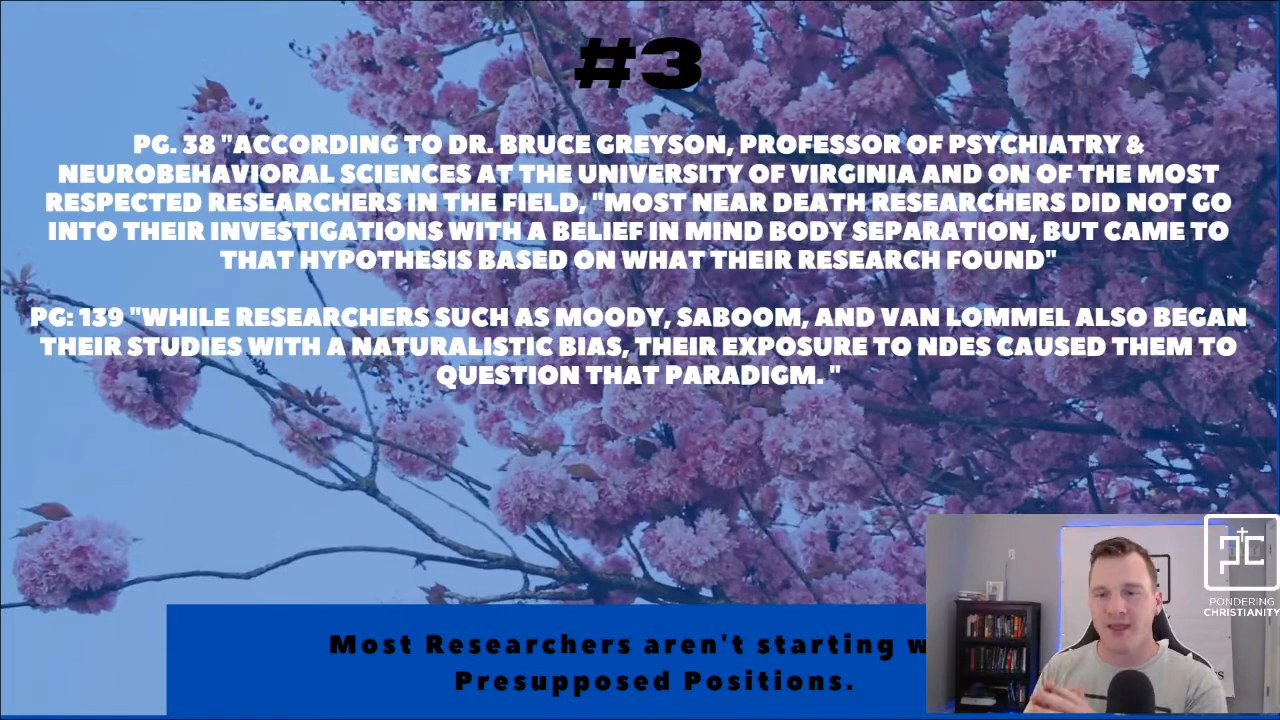 #3
PG. 38 "ACCORDING TO DR. BRUCE GREYSON, PROFESSOR OF PSYCHIATRY &
NEUROBEHAVIORAL SCIENCES AT THE UNIVERSITY OF VIRGINIA AND ON OF THE MOST
RESPECTED RESEARCHERS IN THE FIELD, "MOST NEAR DEATH RESEARCHERS DID NOT GO
INTO THEIR INVESTIGATIONS WITH A BELIEF IN MIND BODY SEPARATION, BUT CAME TO
THAT HYPOTHESIS BASED ON WHAT THEIR RESEARCH FOUND"
PG: 139 "WHILE RESEARCHERS SUCH AS MOODY, SABOOM, AND VAN LOMMEL ALSO BEGAN
THEIR STUDIES WITH A NATURALISTIC BIAS, THEIR EXPOSURE TO NDES CAUSED THEM TO
QUESTION THAT PARADIGM. "
Most Researchers aren't starting
Presupposed Positions.
PC
PONDERING
CHRISTIANITY